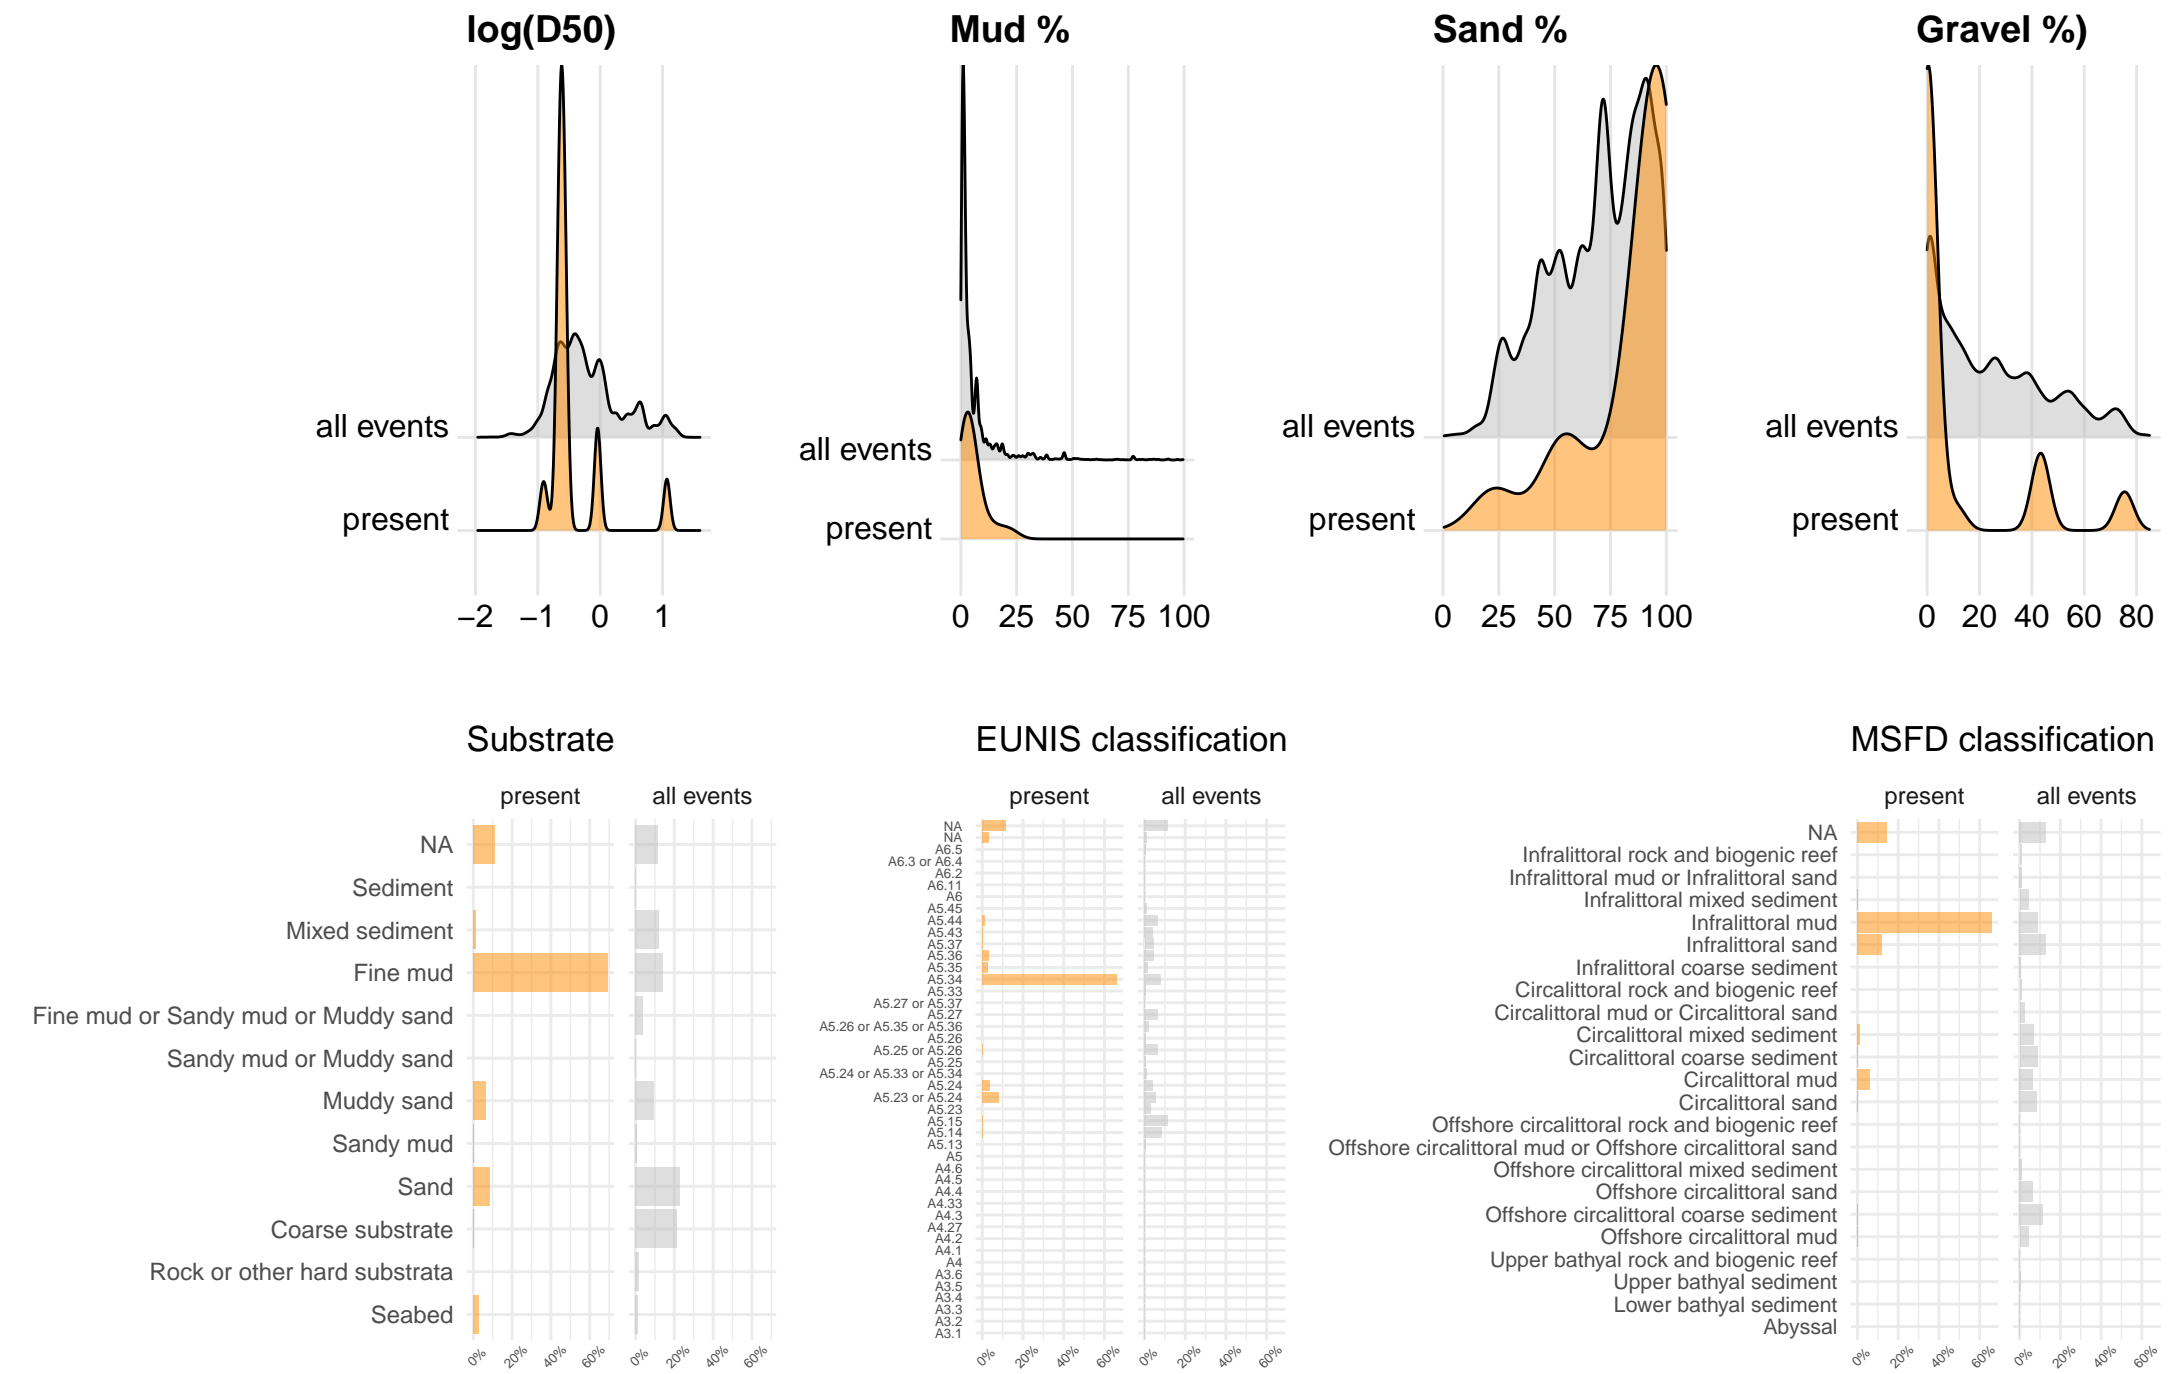 log(D50)
Mud %
Sand %
Gravel %)
all events
present
−2 −1 0 1
all events
present
0 25 50 75 100
all events
present
0 25 50 75 100
all events
present
0 20 40 60 80
Substrate
present all events
NA
Sediment
Mixed sediment
Fine mud
Fine mud or Sandy mud or Muddy sand
Sandy mud or Muddy sand
Muddy sand
Sandy mud
Sand
Coarse substrate
Rock or other hard substrata
Seabed
0% 20% 40% 60% 0% 20% 40% 60%
EUNIS classification
present all events
NA
NA
A6.5
A6.3 or A6.4
A6.2
A6.11
A6
A5.45
A5.44
A5.43
A5.37
A5.36
A5.35
A5.34
A5.33
A5.27 or A5.37
A5.27
A5.26 or A5.35 or A5.36
A5.26
A5.25 or A5.26
A5.25
A5.24 or A5.33 or A5.34
A5.24
A5.23 or A5.24
A5.23
A5.15
A5.14
A5.13
A5
A4.6
A4.5
A4.4
A4.33
A4.3
A4.27
A4.2
A4.1
A4
A3.6
A3.5
A3.4
A3.3
A3.2
A3.1
0% 20% 40% 60% 0% 20% 40% 60%
MSFD classification
present all events
NA
Infralittoral rock and biogenic reef
Infralittoral mud or Infralittoral sand
Infralittoral mixed sediment
Infralittoral mud
Infralittoral sand
Infralittoral coarse sediment
Circalittoral rock and biogenic reef
Circalittoral mud or Circalittoral sand
Circalittoral mixed sediment
Circalittoral coarse sediment
Circalittoral mud
Circalittoral sand
Offshore circalittoral rock and biogenic reef
Offshore circalittoral mud or Offshore circalittoral sand
Offshore circalittoral mixed sediment
Offshore circalittoral sand
Offshore circalittoral coarse sediment
Offshore circalittoral mud
Upper bathyal rock and biogenic reef
Upper bathyal sediment
Lower bathyal sediment
Abyssal
0% 20% 40% 60% 0% 20% 40% 60%